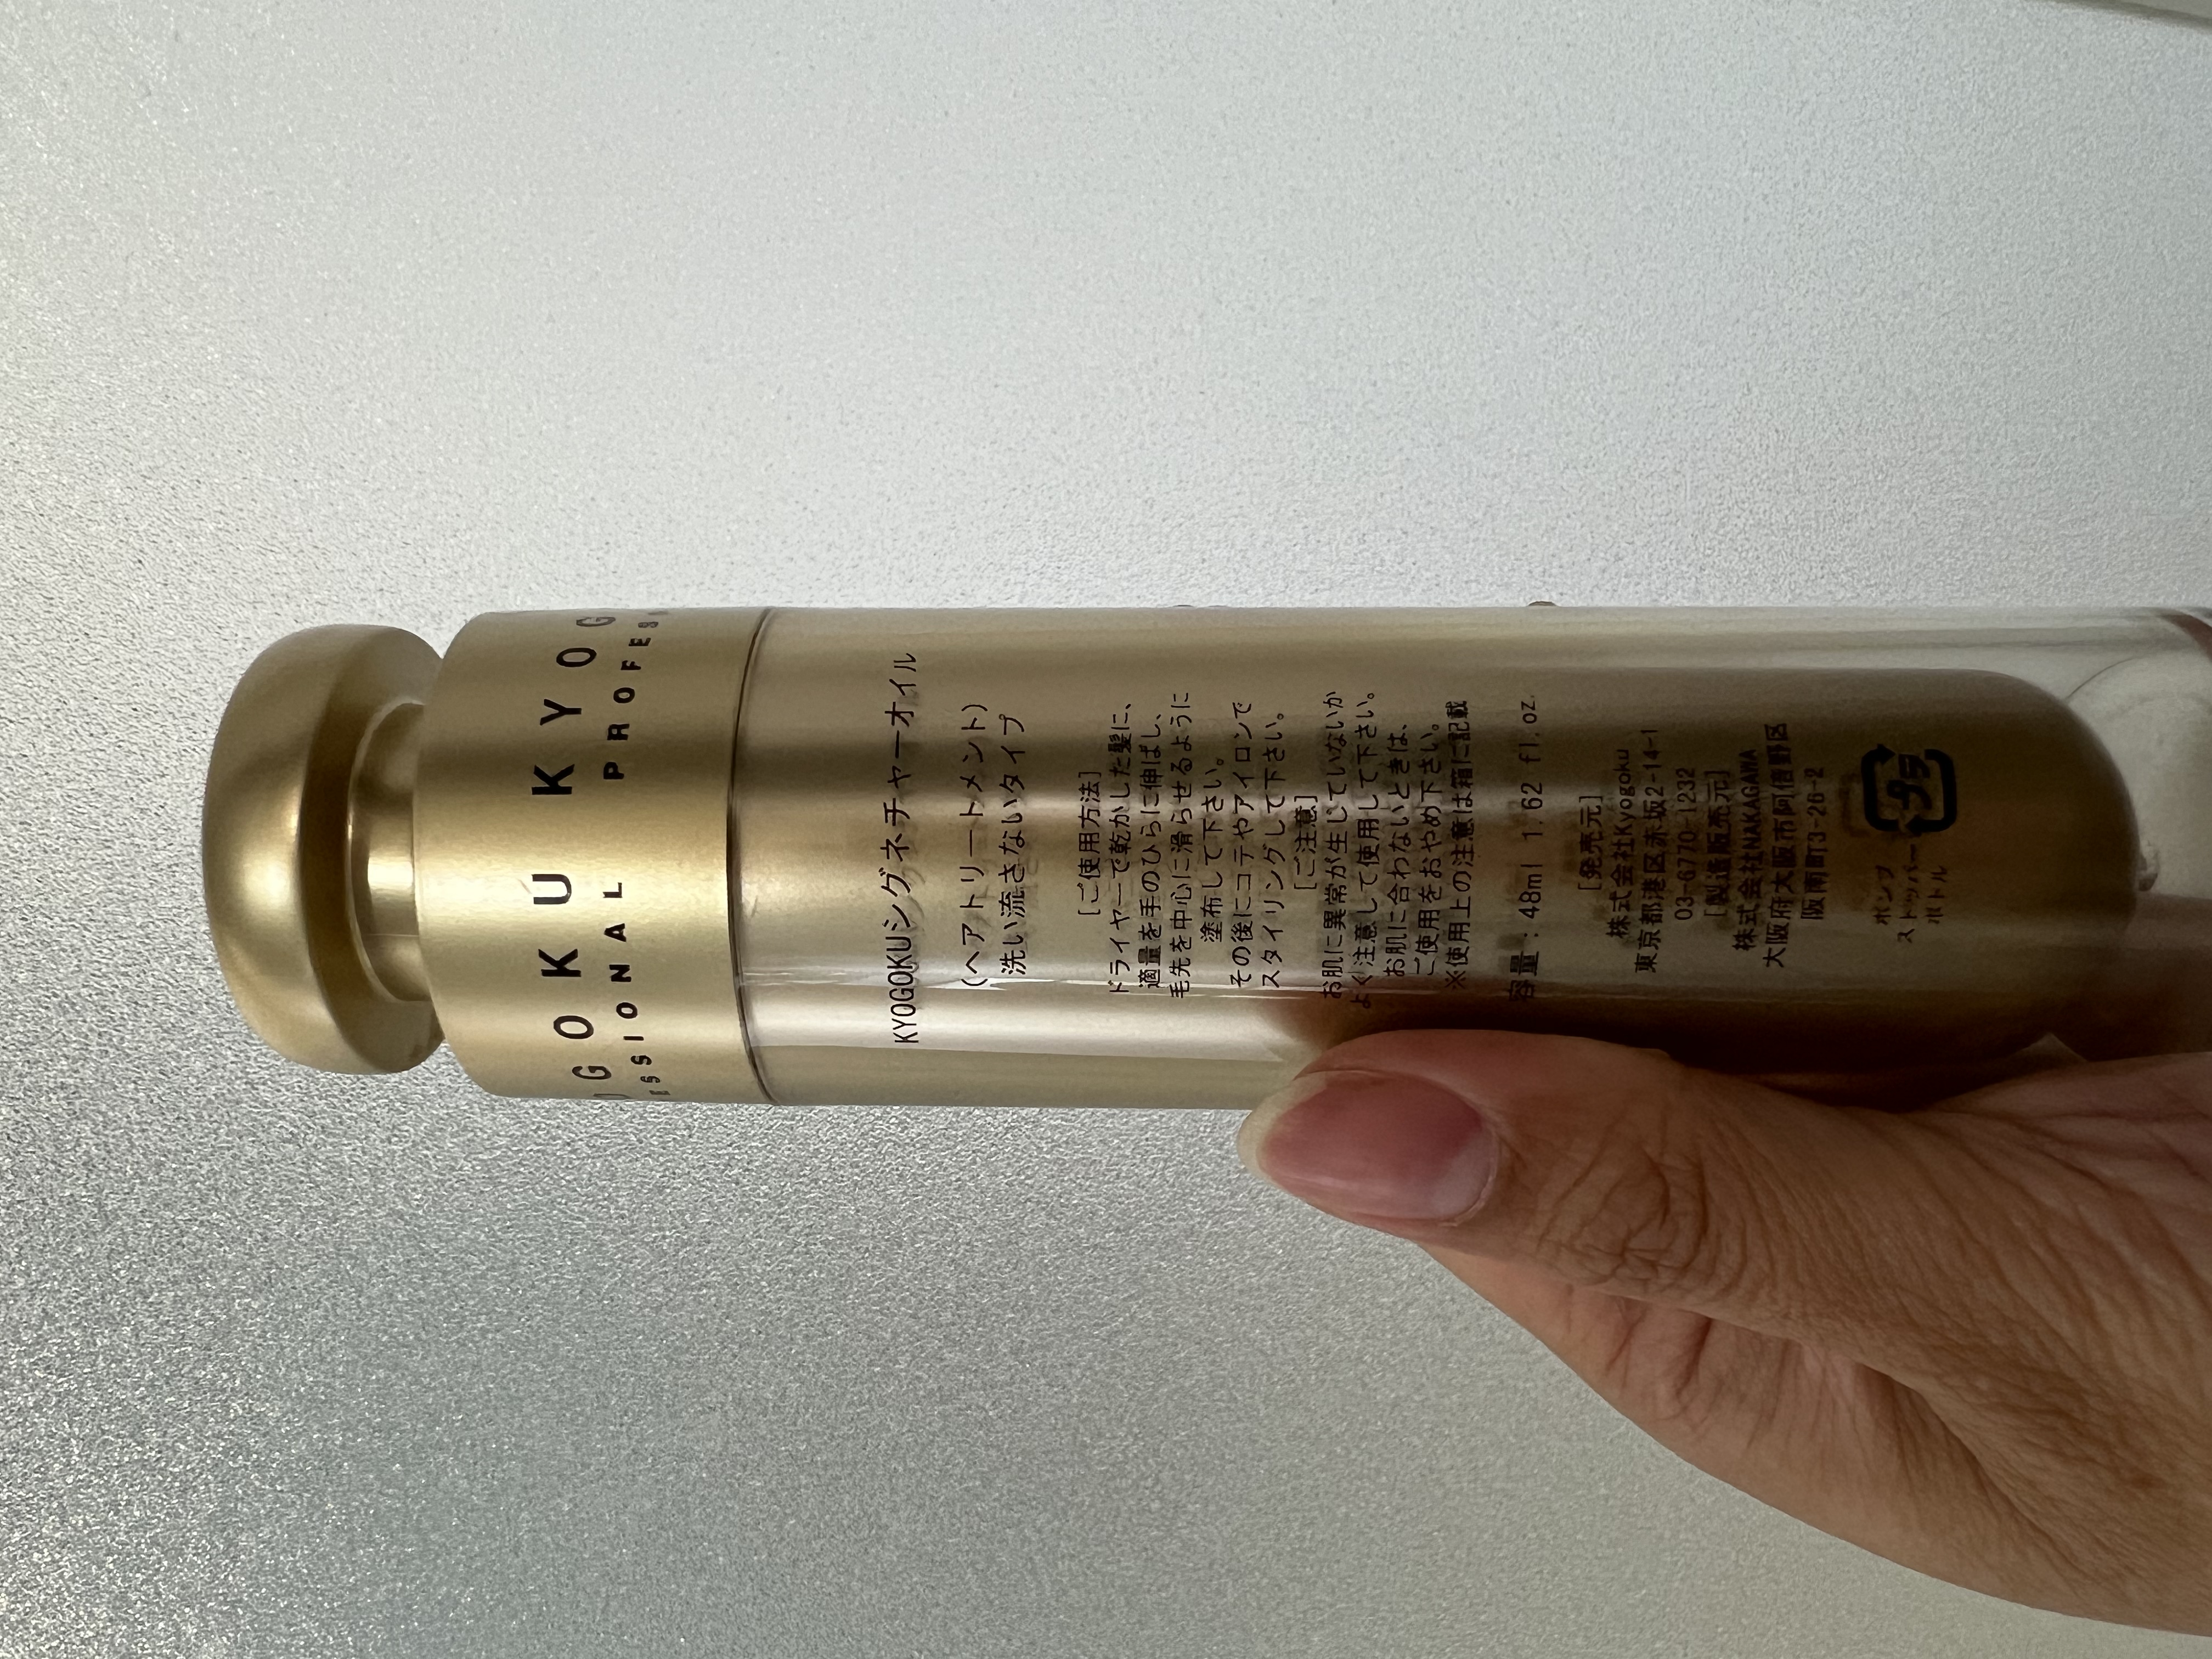 KYOGOKU KYOG
ESSIONAL PROFES
KYOGOKUシグネチャーオイル
(ヘアトリートメント)
洗い流さないタイプ
[ご使用方法]
ドライヤーで乾かした髪に、
適量を手のひらに伸ばし、
毛先を中心に滑らせるように
塗布して下さい。
その後にコテやアイロンで
スタイリングして下さい。
[ご注意]
お肌に異常が生じていないか
よく注意して使用して下さい。
お肌に合わないときは、
ご使用をおやめ下さい。
※使用上の注意は箱に記載
容量：48ml 1.62 fl.oz.
[発売元]
株式会社Kyogoku
東京都港区赤坂2-14-1
03-6770-1232
[製造販売元]
株式会社NAKAGAWA
大阪府大阪市阿倍野区
阪南町3-26-2
プラ
ポンプ
ストッパー
ボトル